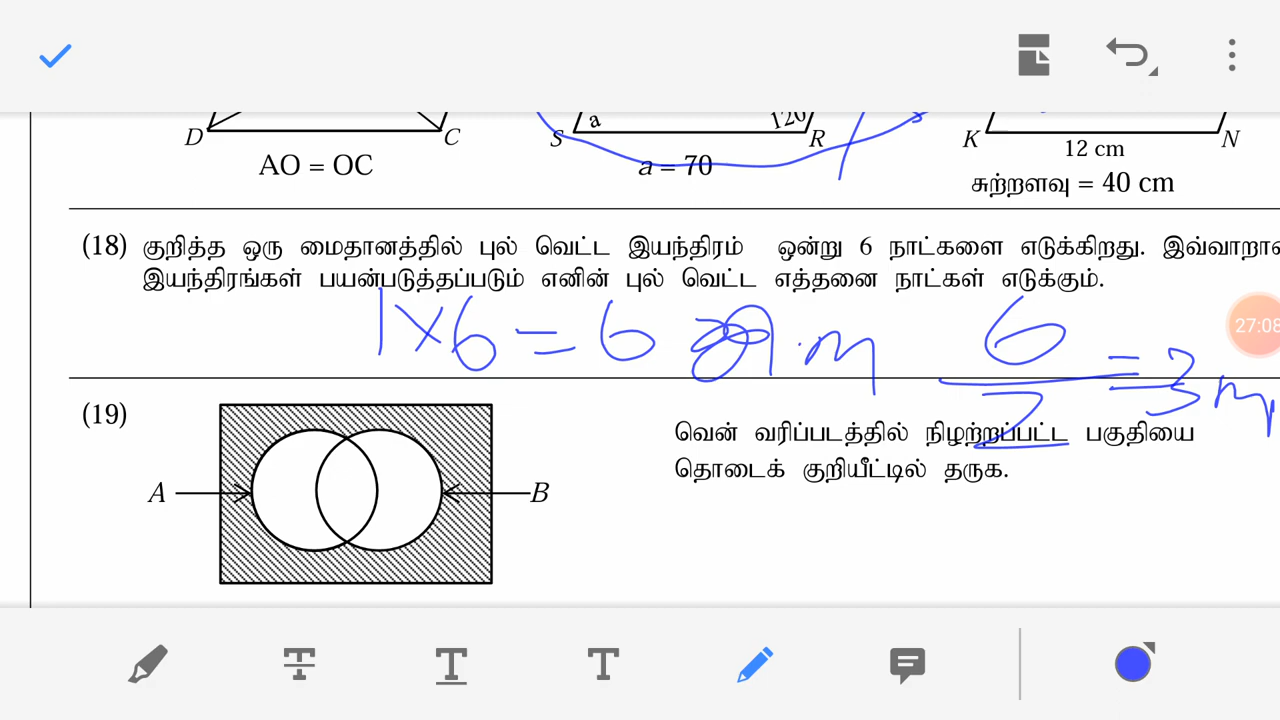 D C S a 120 R K N
12 cm
AO = OC a = 70
சுற்றளவு = 40 cm
(18) குறித்த ஒரு மைதானத்தில் புல் வெட்ட இயந்திரம் ஒன்று 6 நாட்களை எடுக்கிறது.
இயந்திரங்கள் பயன்படுத்தப்படும் எனின் புல் வெட்ட எத்தனை நாட்கள் எடுக்கும்.
1 × 6 = 6 6/2 = 3
27:08
(19)
வென் வரிப்படத்தில் நிழற்றப்பட்ட பகுதியை
தொடைக் குறியீட்டில் தருக.
A B
T T T